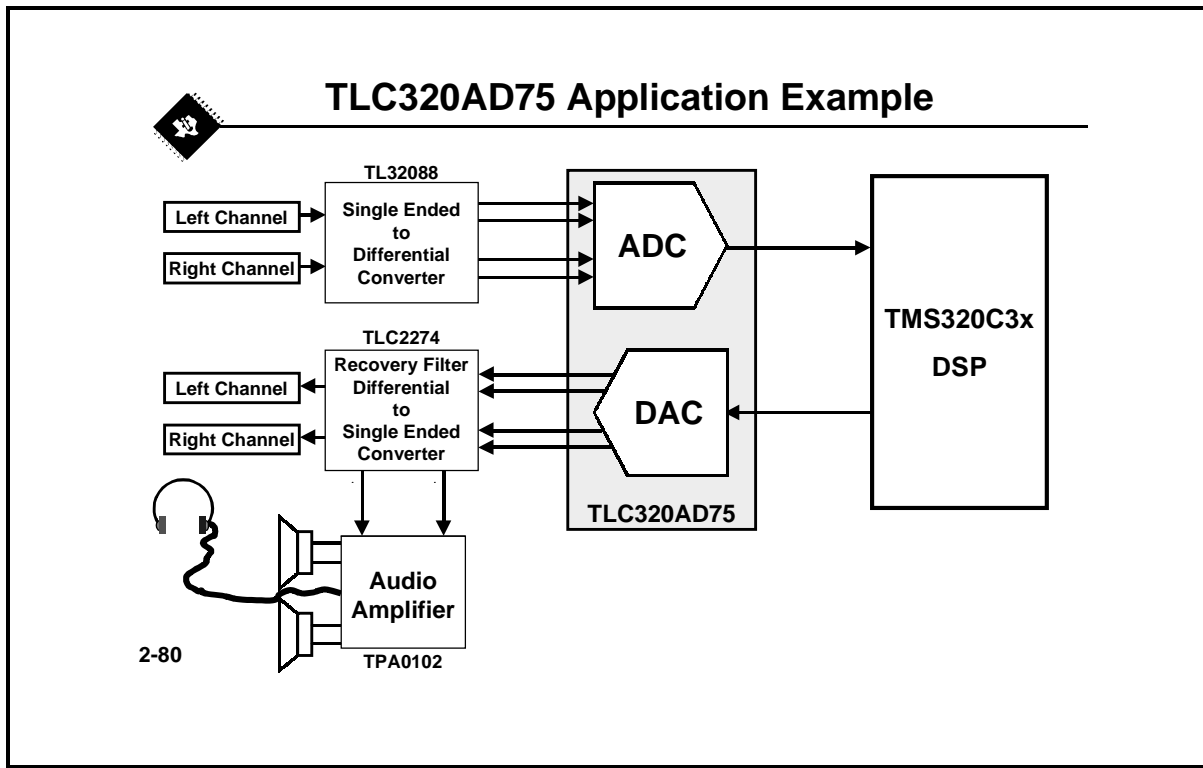 TLC320AD75 Application Example
TL32088
Left Channel
Right Channel
Single Ended
to
Differential
Converter
ADC
TMS320C3x
DSP
TLC2274
Left Channel
Right Channel
Recovery Filter
Differential
to
Single Ended
Converter
DAC
TLC320AD75
Audio
Amplifier
TPA0102
2-80